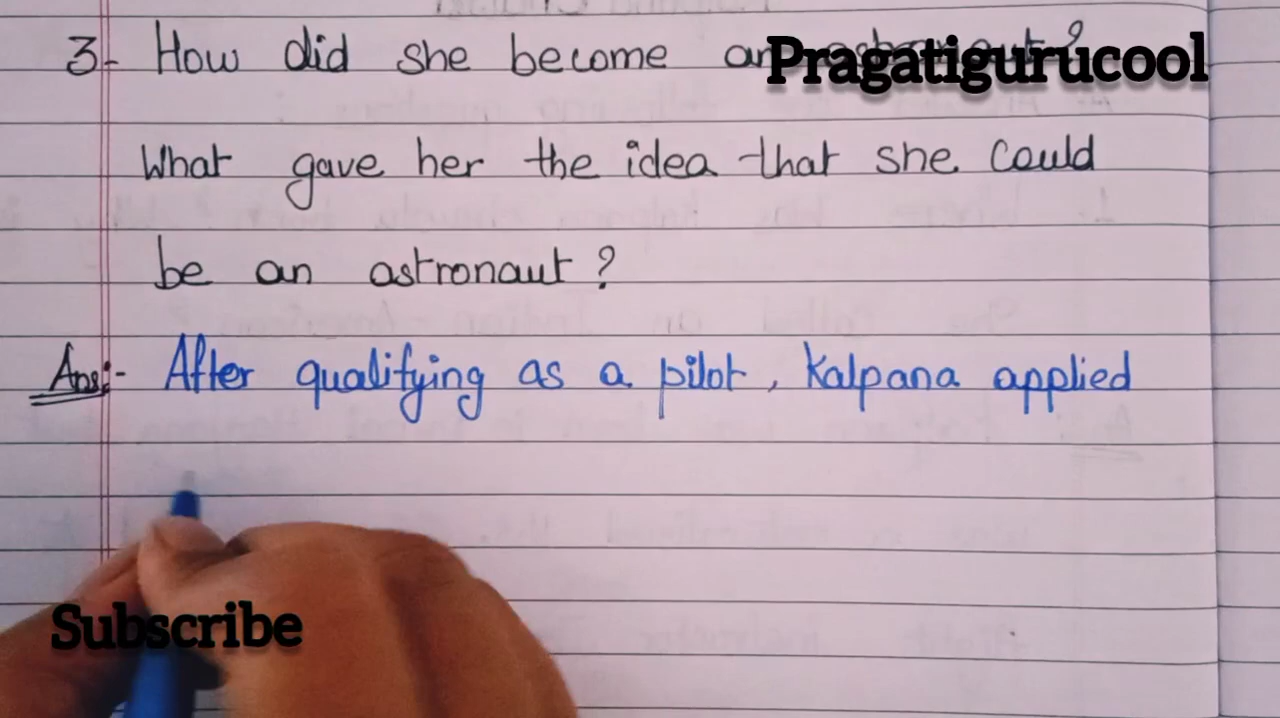 3- How did she become an
Pragatigurucool
What gave her the idea that she could
be an astronaut?
Ans:- After qualifying as a pilot, Kalpana applied
Subscribe